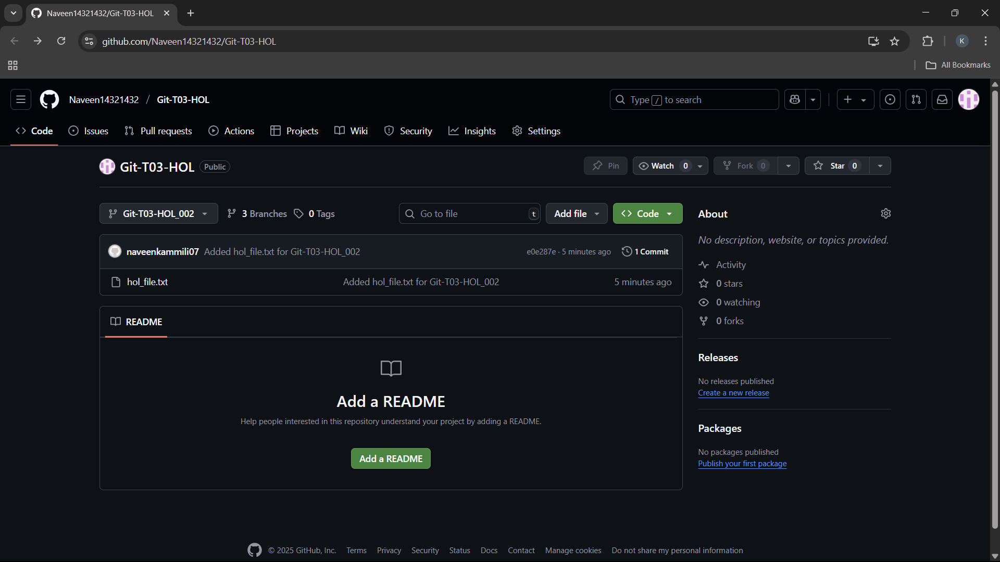 Naveen14321432/Git-T03-HOL
github.com/Naveen14321432/Git-T03-HOL
K
All Bookmarks
Naveen14321432 / Git-T03-HOL
Type / to search
Code
Issues
Pull requests
Actions
Projects
Wiki
Security
Insights
Settings
Git-T03-HOL
Public
Pin
Watch 0
Fork 0
Star 0
Git-T03-HOL_002
3 Branches
0 Tags
Go to file
t
Add file
Code
naveenkammili07 Added hol_file.txt for Git-T03-HOL_002
e0e287e · 5 minutes ago
1 Commit
hol_file.txt
Added hol_file.txt for Git-T03-HOL_002
5 minutes ago
README
Add a README
Help people interested in this repository understand your project by adding a README.
Add a README
About
No description, website, or topics provided.
Activity
0 stars
0 watching
0 forks
Releases
No releases published
Create a new release
Packages
No packages published
Publish your first package
© 2025 GitHub, Inc.
Terms
Privacy
Security
Status
Docs
Contact
Manage cookies
Do not share my personal information